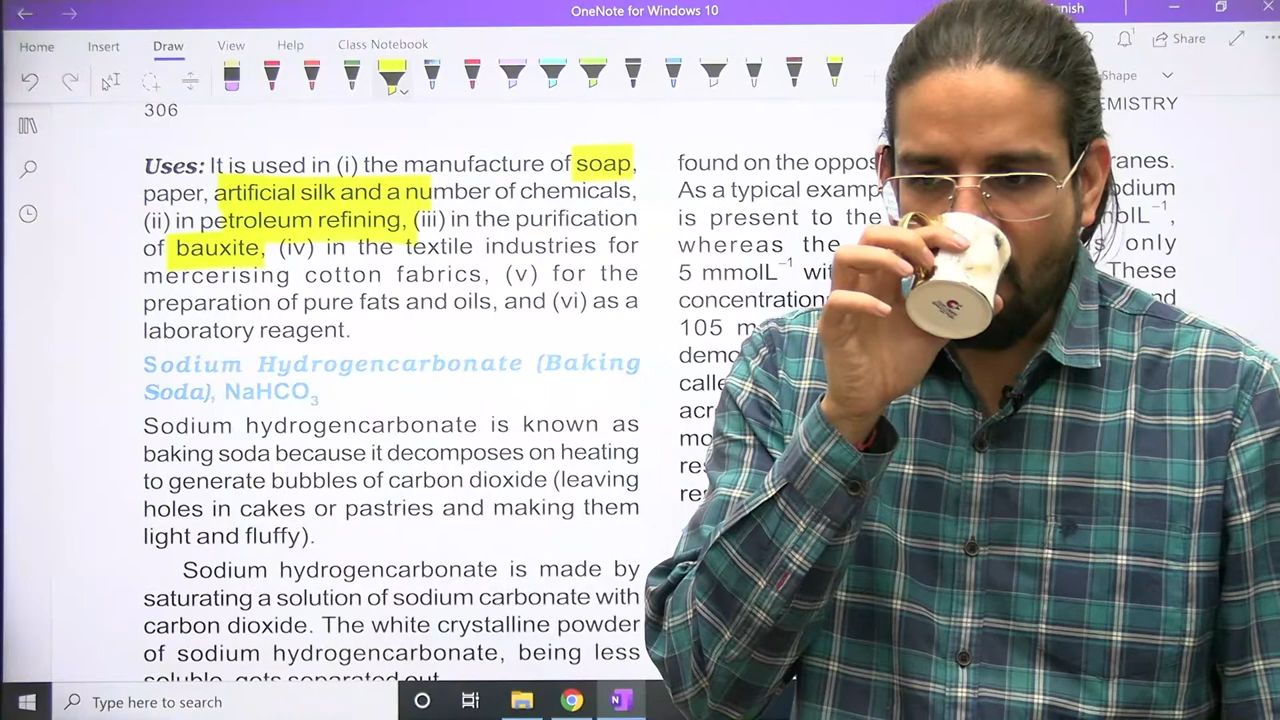 OneNote for Windows 10
anish
Home Insert Draw View Help Class Notebook
Share
Shape
306
EMISTRY
Uses: It is used in (i) the manufacture of soap,
paper, artificial silk and a number of chemicals,
(ii) in petroleum refining, (iii) in the purification
of bauxite, (iv) in the textile industries for
mercerising cotton fabrics, (v) for the
preparation of pure fats and oils, and (vi) as a
laboratory reagent.
Sodium Hydrogencarbonate (Baking
Soda), NaHCO3
Sodium hydrogencarbonate is known as
baking soda because it decomposes on heating
to generate bubbles of carbon dioxide (leaving
holes in cakes or pastries and making them
light and fluffy).
Sodium hydrogencarbonate is made by
saturating a solution of sodium carbonate with
carbon dioxide. The white crystalline powder
of sodium hydrogencarbonate, being less
soluble, gets separated out.
found on the oppos ranes.
As a typical examp odium
is present to the molL–1,
whereas the s only
5 mmolL–1 wit These
concentration nd
105 m
demo
calle
acr
mo
res
re
Type here to search